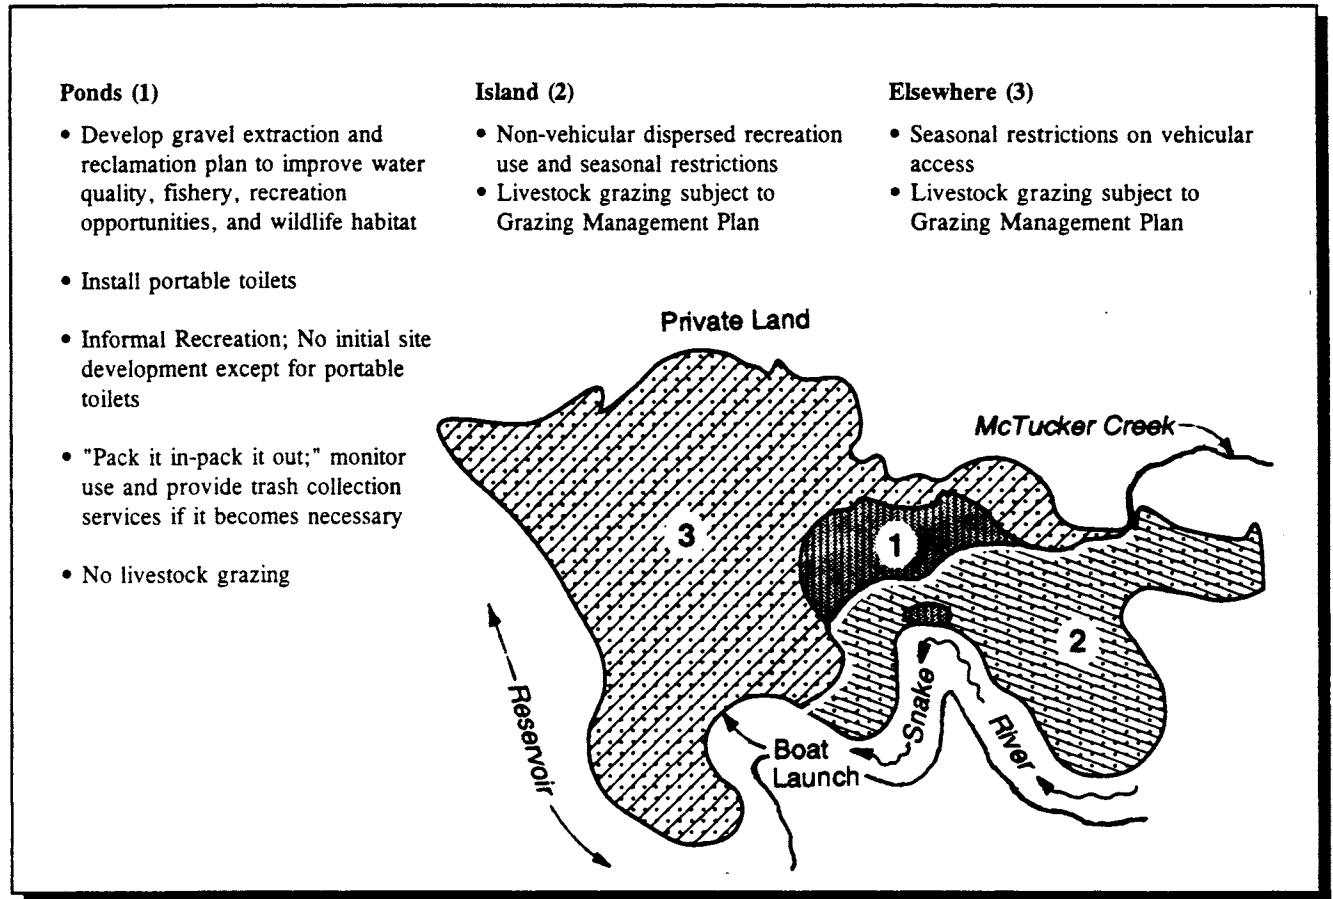 Ponds (1)
• Develop gravel extraction and
reclamation plan to improve water
quality, fishery, recreation
opportunities, and wildlife habitat
• Install portable toilets
• Informal Recreation; No initial site
development except for portable
toilets
• "Pack it in-pack it out;" monitor
use and provide trash collection
services if it becomes necessary
• No livestock grazing
Island (2)
• Non-vehicular dispersed recreation
use and seasonal restrictions
• Livestock grazing subject to
Grazing Management Plan
Elsewhere (3)
• Seasonal restrictions on vehicular
access
• Livestock grazing subject to
Grazing Management Plan
Private Land
McTucker Creek
3
1
2
Reservoir
Snake
River
Boat
Launch